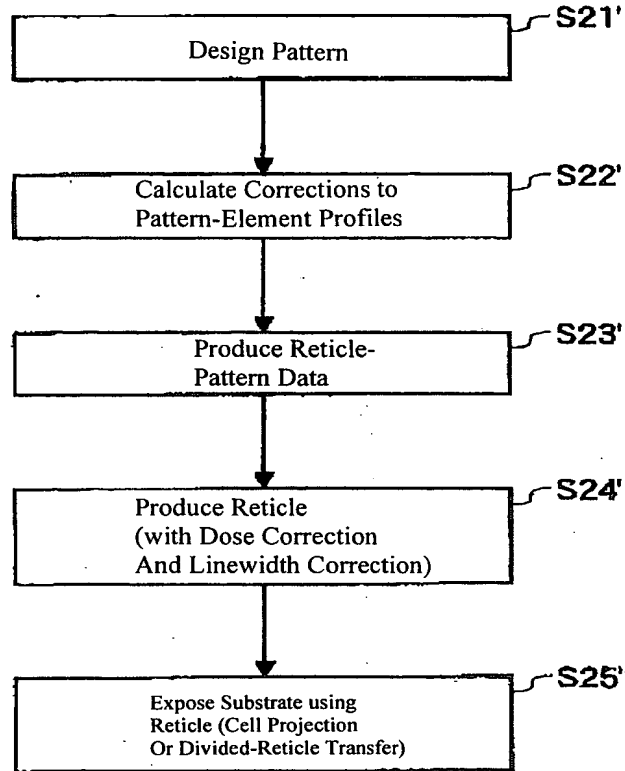 S21'
Design Pattern
S22'
Calculate Corrections to
Pattern-Element Profiles
S23'
Produce Reticle-
Pattern Data
S24'
Produce Reticle
(with Dose Correction
And Linewidth Correction)
S25'
Expose Substrate using
Reticle (Cell Projection
Or Divided-Reticle Transfer)